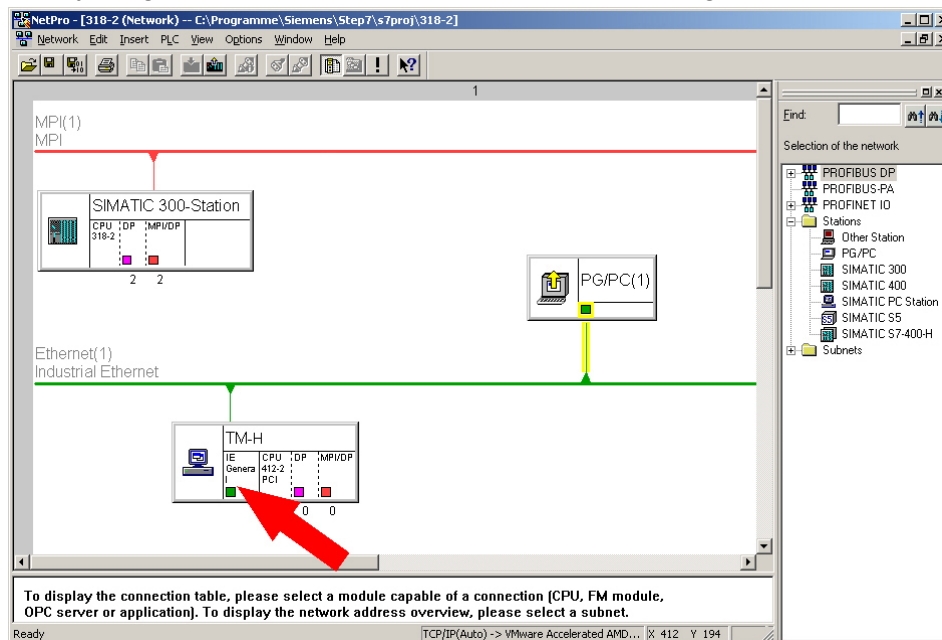 NetPro - [318-2 (Network) -- C:\Programme\Siemens\Step7\s7proj\318-2]
Network Edit Insert PLC View Options Window Help
1
MPI(1)
MPI
SIMATIC 300-Station
CPU DP MPI/DP
318-2
2 2
PG/PC(1)
Ethernet(1)
Industrial Ethernet
TM-H
IE CPU DP MPI/DP
Genera 412-2
l PCI
0 0
To display the connection table, please select a module capable of a connection (CPU, FM module,
OPC server or application). To display the network address overview, please select a subnet.
Ready TCP/IP(Auto) -> VMware Accelerated AMD... X 412 Y 194
Find:
Selection of the network
PROFIBUS DP
PROFIBUS-PA
PROFINET IO
Stations
Other Station
PG/PC
SIMATIC 300
SIMATIC 400
SIMATIC PC Station
SIMATIC S5
SIMATIC S7-400-H
Subnets